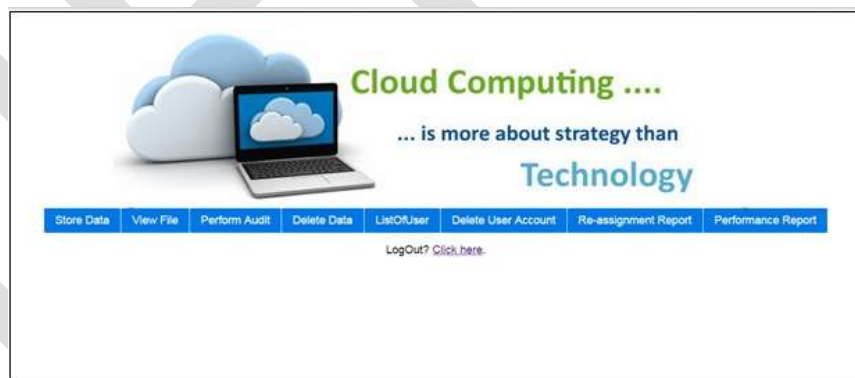 Cloud Computing ....
... is more about strategy than
Technology
Store Data View File Perform Audit Delete Data ListOfUser Delete User Account Re-assignment Report Performance Report
LogOut? Click here.